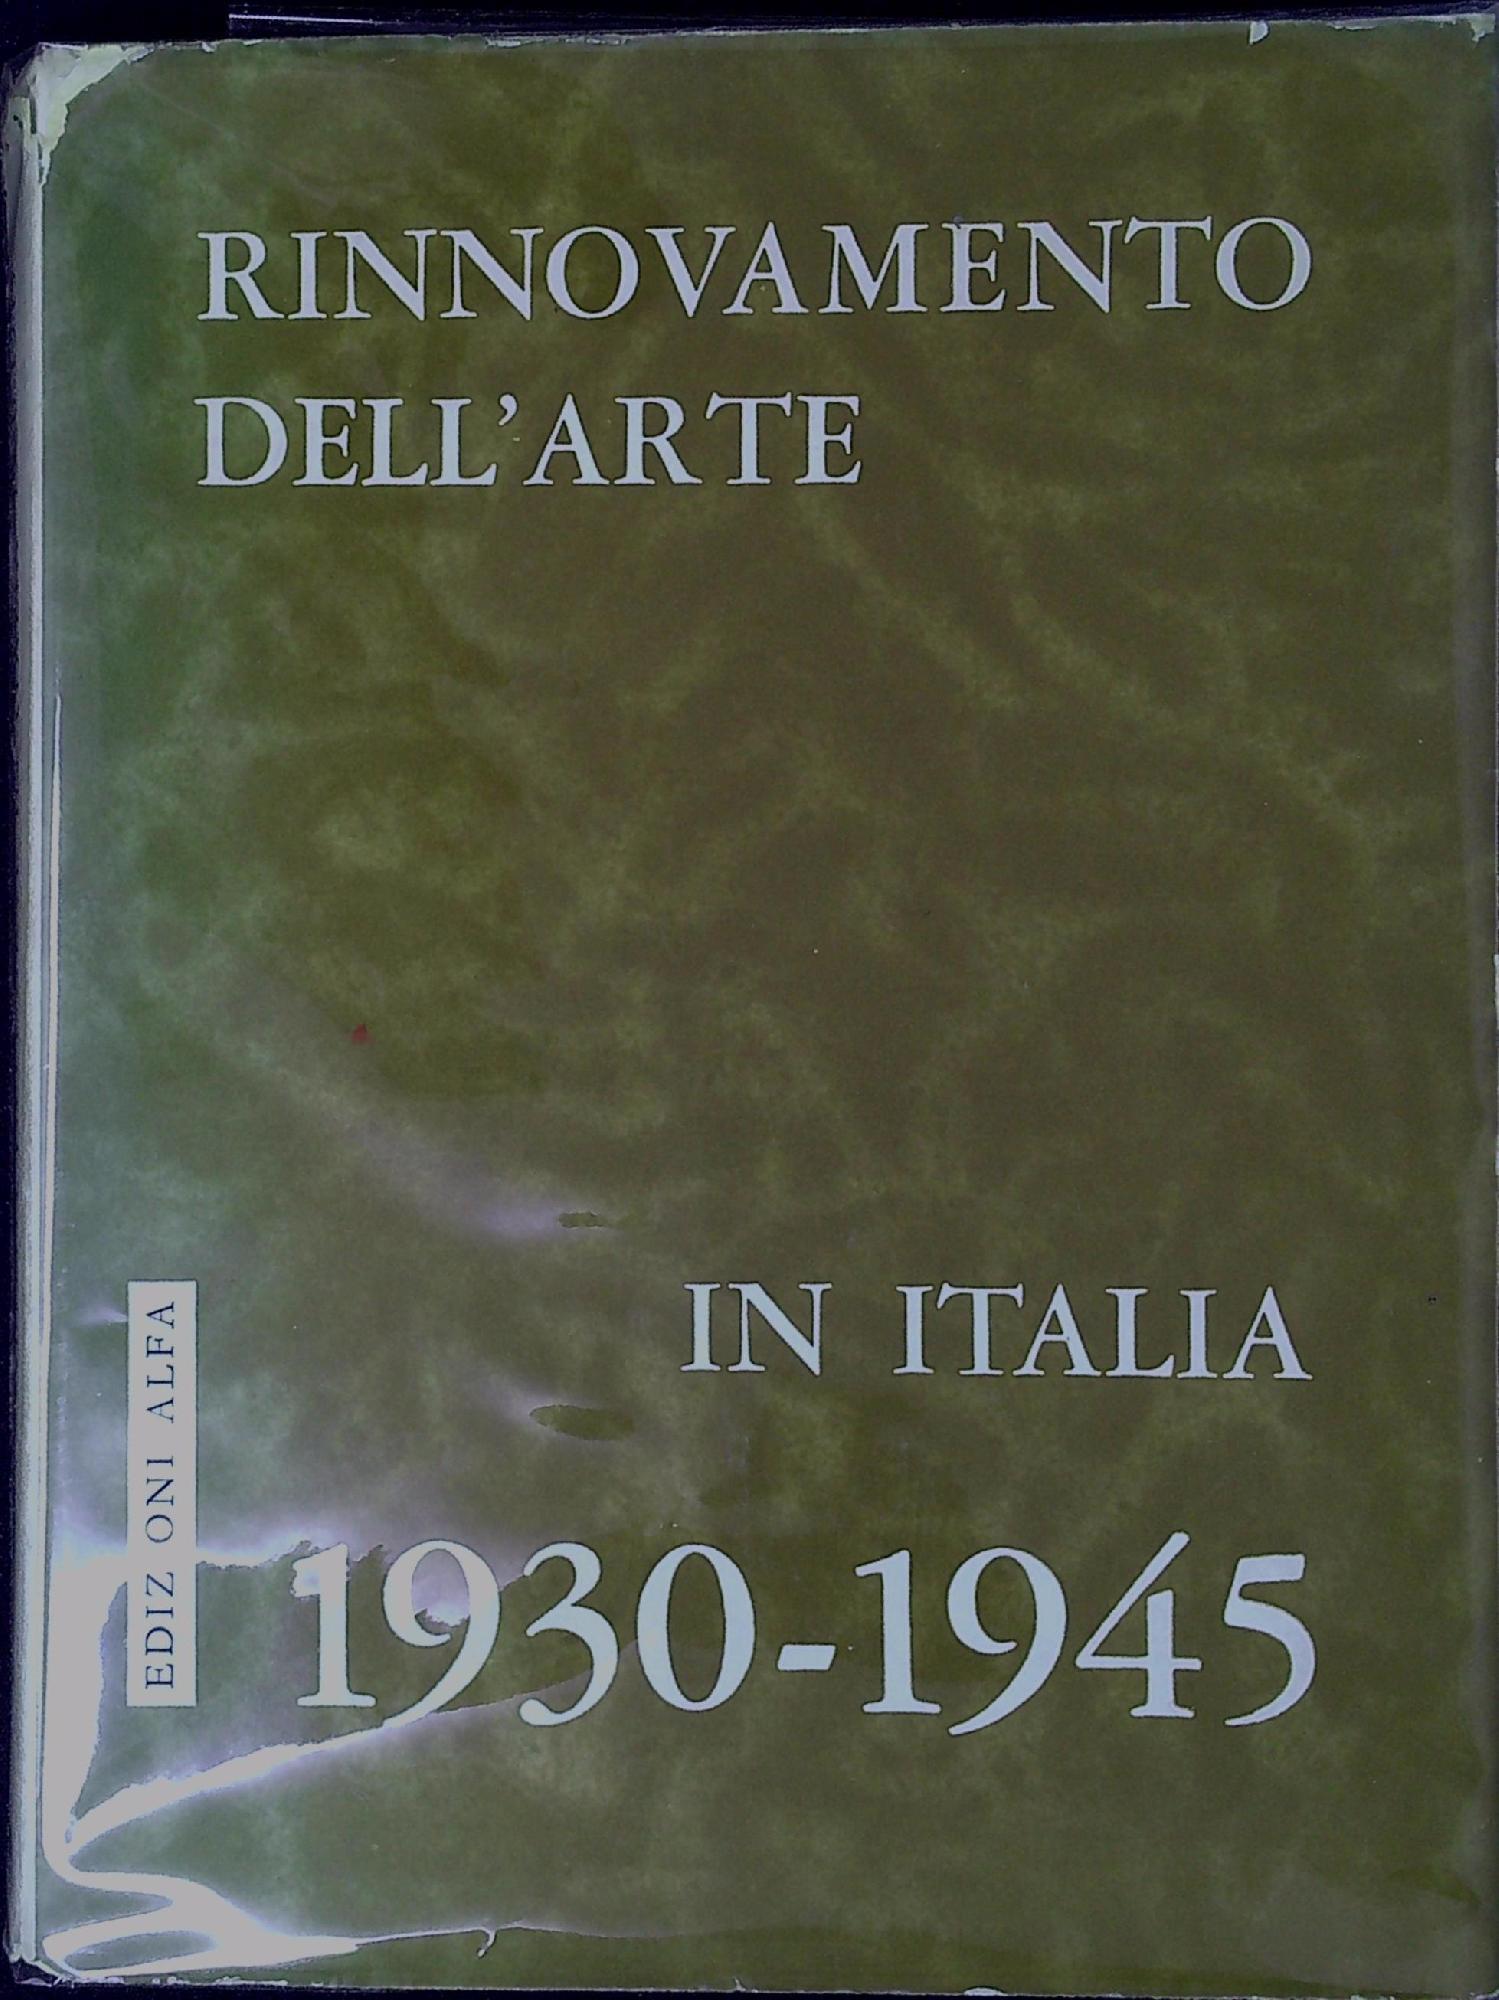 RINNOVAMENTO
DELL'ARTE
IN ITALIA
1930-1945
EDIZIONI ALFA